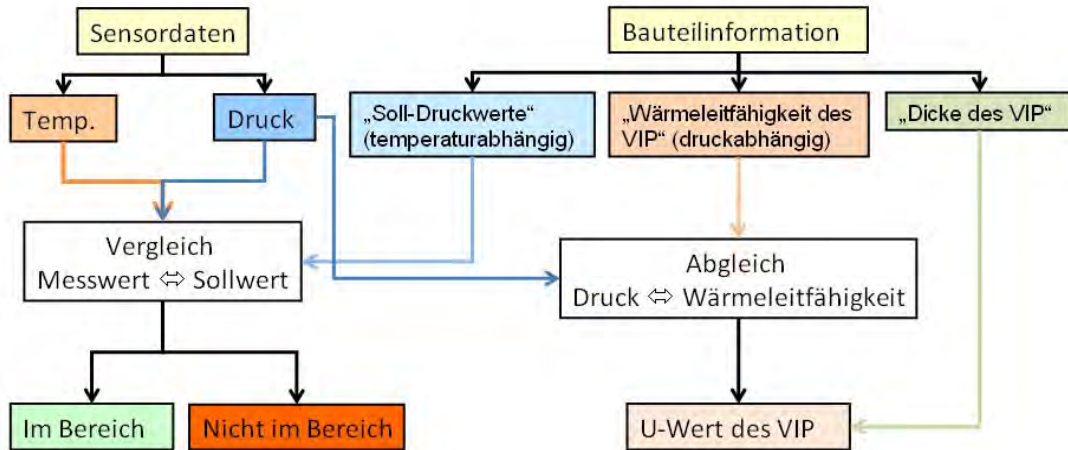 Sensordaten
Bauteilinformation
Temp.
Druck
„Soll-Druckwerte“
(temperaturabhängig)
„Wärmeleitfähigkeit des
VIP“ (druckabhängig)
„Dicke des VIP“
Vergleich
Messwert ⇔ Sollwert
Abgleich
Druck ⇔ Wärmeleitfähigkeit
Im Bereich
Nicht im Bereich
U-Wert des VIP